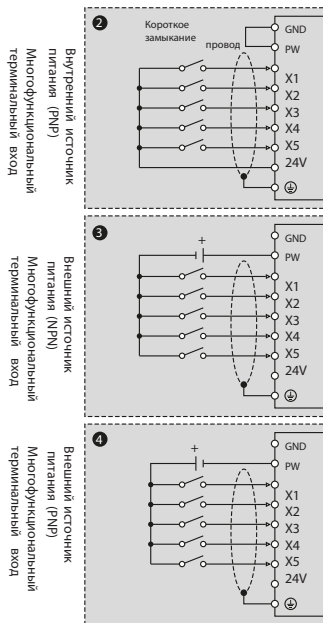 Внутренний источник
питания (PNP)
Многофункциональный
терминальный вход
2
Короткое
замыкание
провод
GND
PW
X1
X2
X3
X4
X5
24V
Внешний источник
питания (NPN)
Многофункциональный
терминальный вход
3
+
GND
PW
X1
X2
X3
X4
X5
24V
Внешний источник
питания (PNP)
Многофункциональный
терминальный вход
4
+
GND
PW
X1
X2
X3
X4
X5
24V